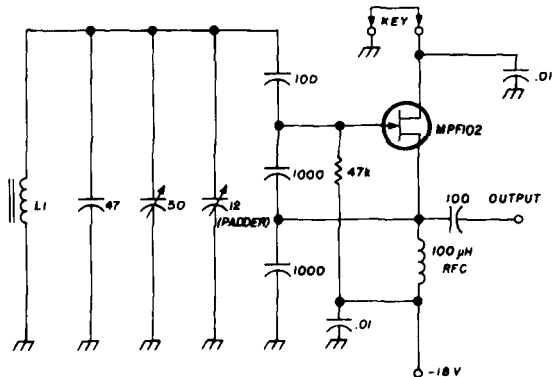 KEY
.01
100
MPF102
1000
47k
L1
47
50
12
(PADDER)
100
OUTPUT
1000
100 µH
RFC
.01
-18 V